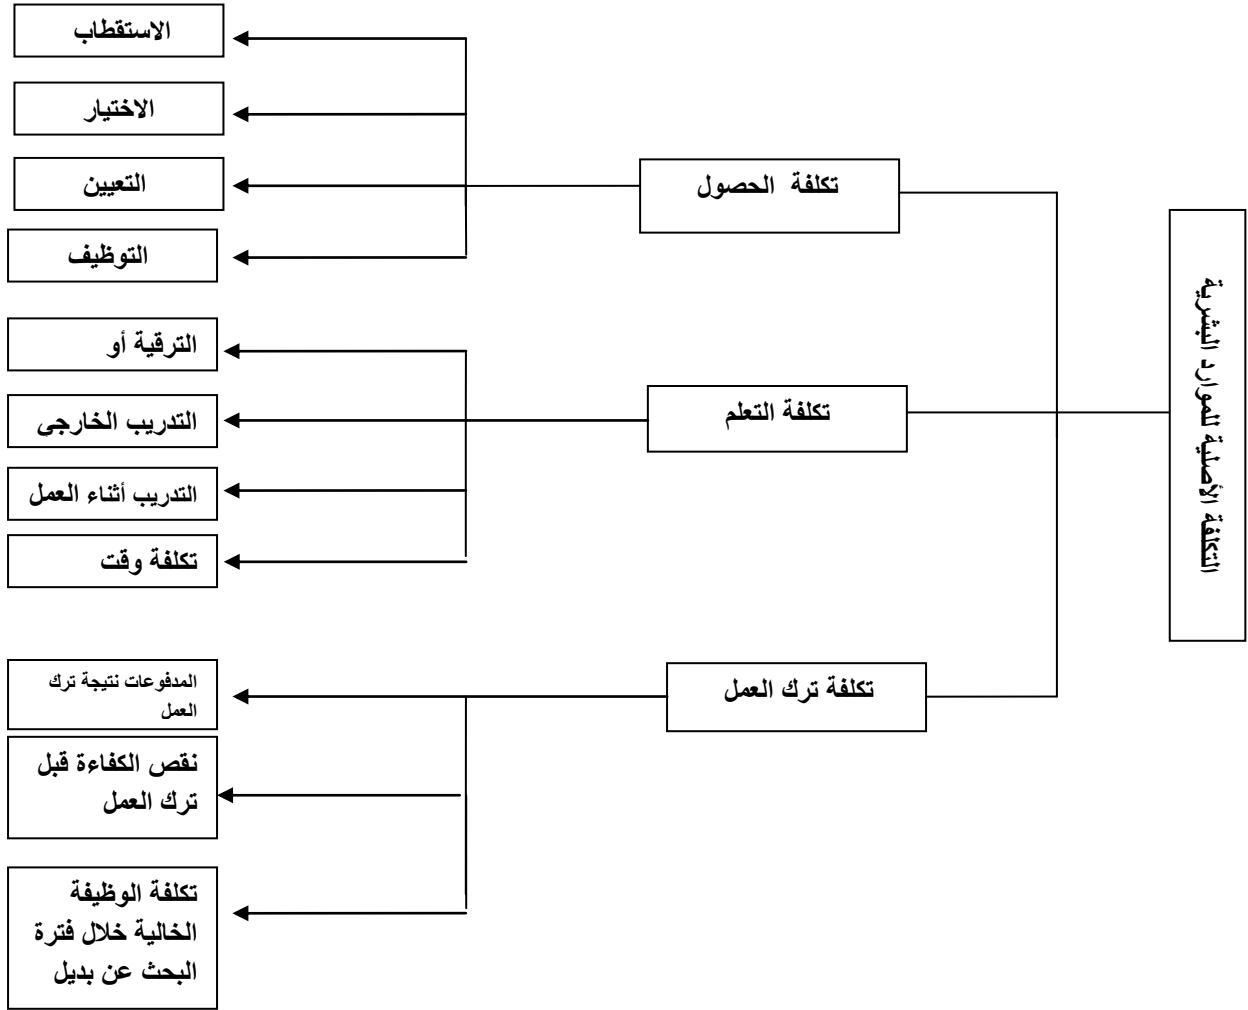 التكلفة الأصلية للموارد البشرية
تكلفة الحصول
الاستقطاب
الاختيار
التعيين
التوظيف
تكلفة التعلم
الترقية أو
التدريب الخارجى
التدريب أثناء العمل
تكلفة وقت
تكلفة ترك العمل
المدفوعات نتيجة ترك
العمل
نقص الكفاءة قبل
ترك العمل
تكلفة الوظيفة
الخالية خلال فترة
البحث عن بديل